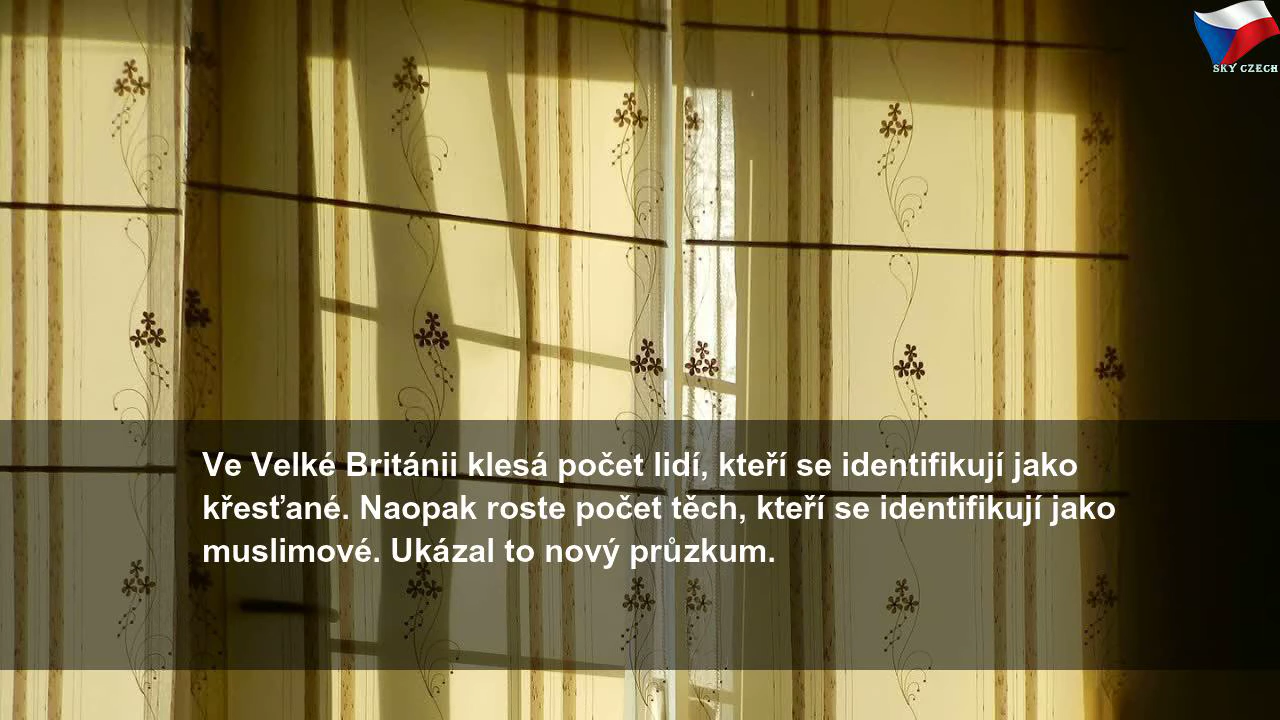 SKY CZECH
Ve Velké Británii klesá počet lidí, kteří se identifikují jako
křesťané. Naopak roste počet těch, kteří se identifikují jako
muslimové. Ukázal to nový průzkum.